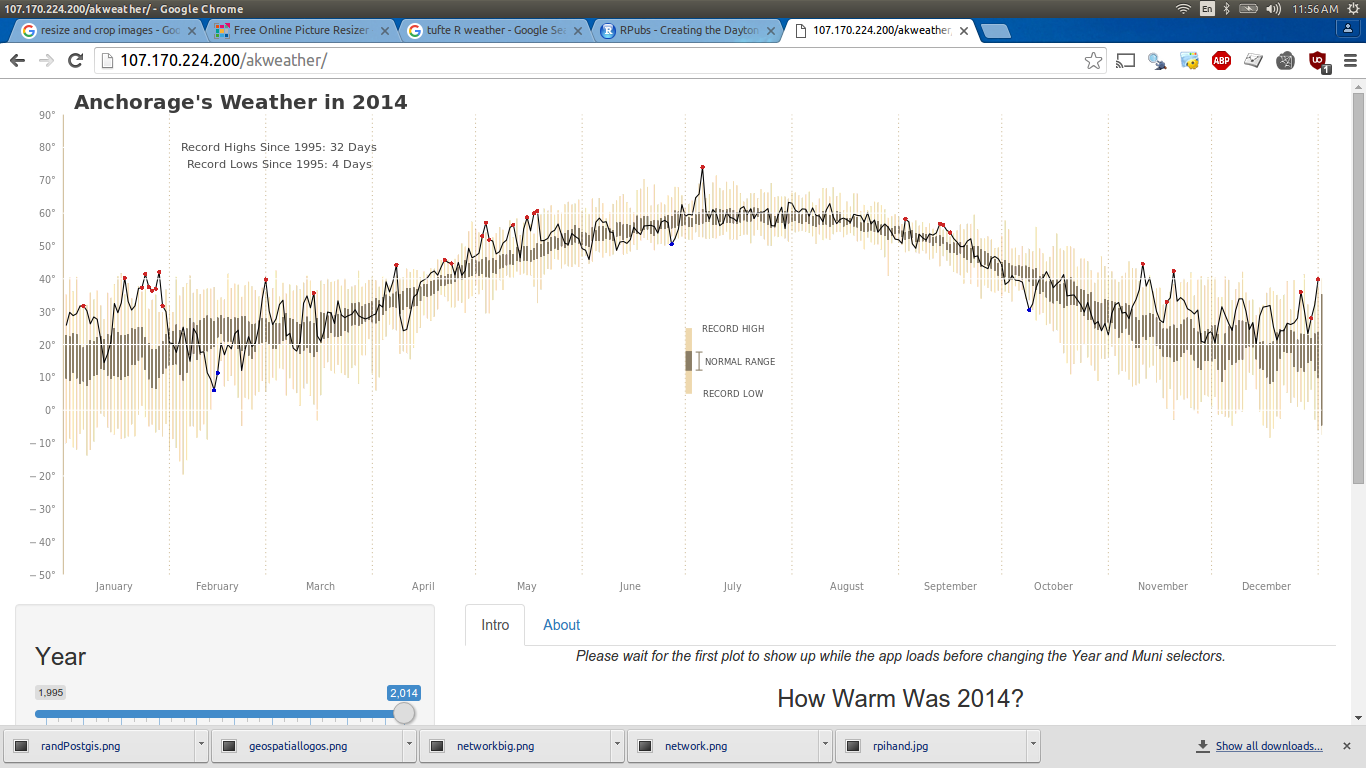 107.170.224.200/akweather/ - Google Chrome
En
11:56 AM
resize and crop images - Goo
Free Online Picture Resizer
tufte R weather - Google Sea
RPubs - Creating the Dayton
107.170.224.200/akweather/
107.170.224.200/akweather/
ABP
1
Anchorage's Weather in 2014
90°
Record Highs Since 1995: 32 Days
80°
Record Lows Since 1995: 4 Days
70°
60°
50°
40°
30°
RECORD HIGH
20°
NORMAL RANGE
10°
RECORD LOW
0°
−10°
−20°
−30°
−40°
−50°
January February March April May June July August September October November December
Intro About
Year
Please wait for the first plot to show up while the app loads before changing the Year and Muni selectors.
1,995 2,014
How Warm Was 2014?
randPostgis.png
geospatiallogos.png
networkbig.png
network.png
rpihand.jpg
Show all downloads...